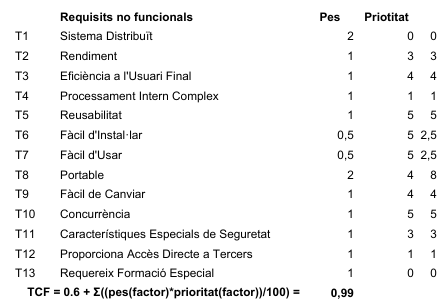 Requisits no funcionals Pes Priotitat
T1 Sistema Distribuït 2 0 0
T2 Rendiment 1 3 3
T3 Eficiència a l'Usuari Final 1 4 4
T4 Processament Intern Complex 1 1 1
T5 Reusabilitat 1 5 5
T6 Fàcil d'Instal·lar 0,5 5 2,5
T7 Fàcil d'Usar 0,5 5 2,5
T8 Portable 2 4 8
T9 Fàcil de Canviar 1 4 4
T10 Concurrència 1 5 5
T11 Característiques Especials de Seguretat 1 3 3
T12 Proporciona Accès Directe a Tercers 1 1 1
T13 Requereix Formació Especial 1 0 0
TCF = 0.6 + Σ((pes(factor)*prioritat(factor))/100) = 0,99